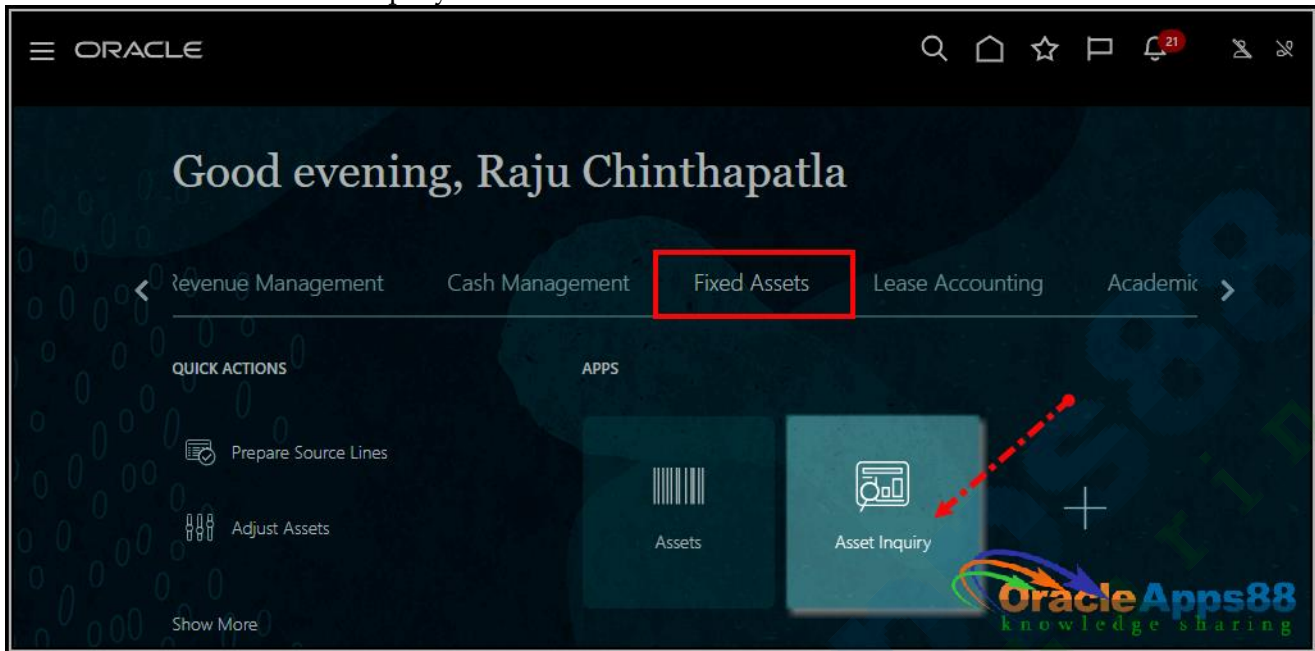 ORACLE
21
Good evening, Raju Chinthapatla
Revenue Management Cash Management Fixed Assets Lease Accounting Academic
QUICK ACTIONS
APPS
Prepare Source Lines
Adjust Assets
Show More
Assets
Asset Inquiry
OracleApps88
knowledge sharing